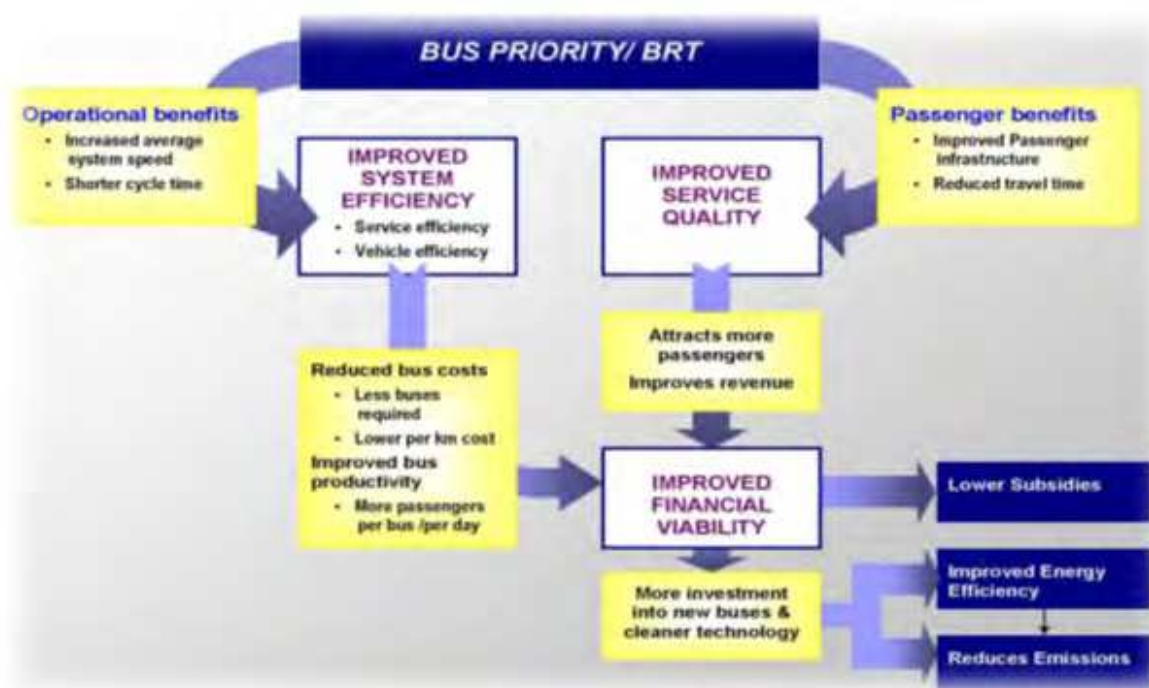 BUS PRIORITY/ BRT
Operational benefits
• Increased average
system speed
• Shorter cycle time
Passenger benefits
• Improved Passenger
infrastructure
• Reduced travel time
IMPROVED
SYSTEM
EFFICIENCY
• Service efficiency
• Vehicle efficiency
IMPROVED
SERVICE
QUALITY
Attracts more
passengers
Improves revenue
Reduced bus costs
• Less buses
required
• Lower per km cost
Improved bus
productivity
• More passengers
per bus /per day
IMPROVED
FINANCIAL
VIABILITY
Lower Subsidies
More investment
into new buses &
cleaner technology
Improved Energy
Efficiency
Reduces Emissions